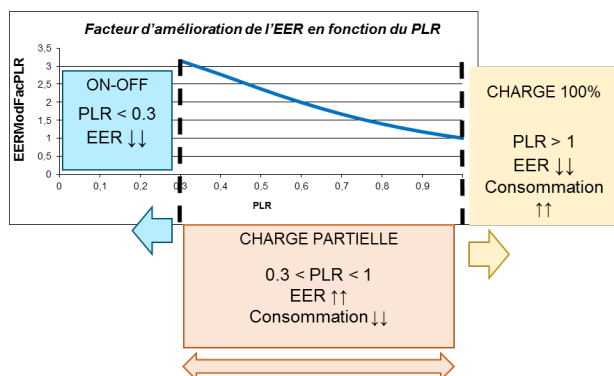 Facteur d'amélioration de l'EER en fonction du PLR
EERModFacPLR
3,5
3
2,5
2
1,5
1
0,5
0
0
0,1
0,2
0,3
0,4
0,5
0,6
0,7
0,8
0,9
PLR
ON-OFF
PLR < 0.3
EER ↓↓
CHARGE 100%
PLR > 1
EER ↓↓
Consommation
↑↑
CHARGE PARTIELLE
0.3 < PLR < 1
EER ↑↑
Consommation ↓↓